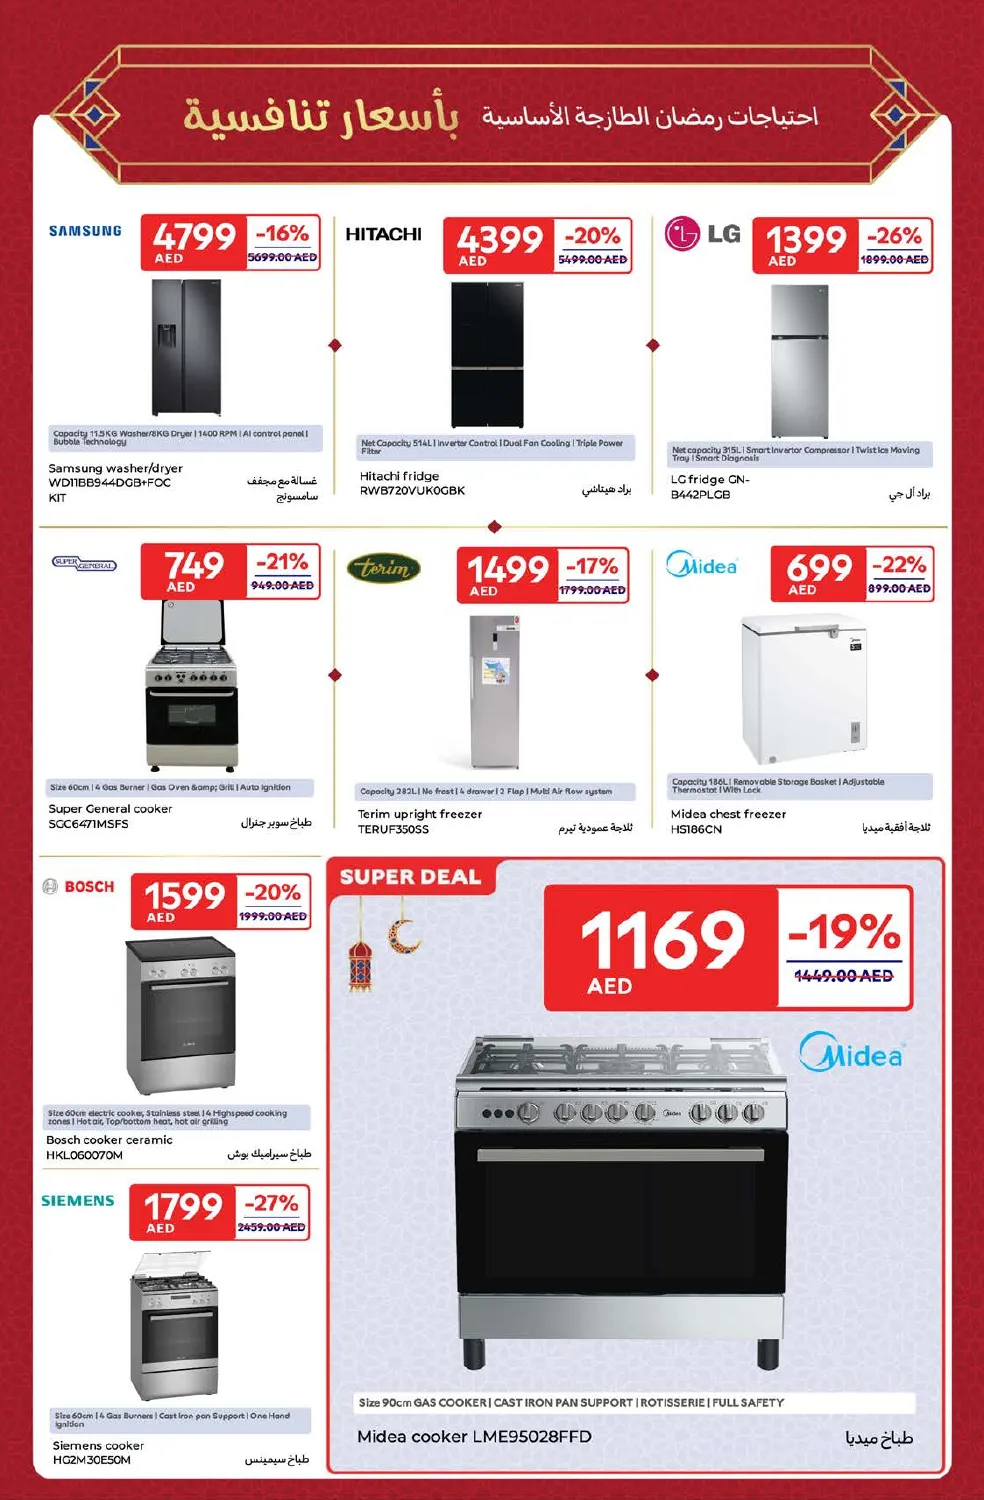 احتياجات رمضان الطازجة الأساسية بأسعار تنافسية
SAMSUNG
4799
AED
-16%
5699.00 AED
Capacity 11.5KG Washer/8KG Dryer | 1400 RPM | AI control panel |
Bubble Technology
Samsung washer/dryer
WD11BB944DGB+FOC
KIT
غسالة مع مجفف
سامسونج
HITACHI
4399
AED
-20%
5499.00 AED
Net Capacity 514L | Inverter Control | Dual Fan Cooling | Triple Power
Filter
Hitachi fridge
RWB720VUK0GBK
براد هيتاشي
LG
1399
AED
-26%
1899.00 AED
Net capacity 315L | Smart Invertor Compressor | Twist Ice Moving
Tray | Smart Diagnosis
LG fridge GN-
B442PLGB
براد أل جي
SUPER GENERAL
749
AED
-21%
949.00 AED
Size 60cm | 4 Gas Burner | Gas Oven &amp; Grill | Auto Ignition
Super General cooker
SGC6471MSFS
طباخ سوبر جنرال
terim
1499
AED
-17%
1799.00 AED
Capacity 282L | No frost | 4 drawer | 2 Flap | Multi Air flow system
Terim upright freezer
TERUF350SS
ثلاجة عمودية تيرم
Midea
699
AED
-22%
899.00 AED
Capacity 186L | Removable Storage Basket | Adjustable
Thermostat | With Lock
Midea chest freezer
HS186CN
ثلاجة أفقية ميديا
BOSCH
1599
AED
-20%
1999.00 AED
Size 60cm electric cooker, Stainless steel | 4 Highspeed cooking
zones | Hot air, Top/bottom heat, hot air grilling
Bosch cooker ceramic
HKL060070M
طباخ سيراميك بوش
SIEMENS
1799
AED
-27%
2459.00 AED
Size 60cm | 4 Gas Burners | Cast iron pan Support | One Hand
Ignition
Siemens cooker
HG2M30E50M
طباخ سيمينس
SUPER DEAL
1169
AED
-19%
1449.00 AED
Midea
Midea
Size 90cm GAS COOKER | CAST IRON PAN SUPPORT | ROTISSERIE | FULL SAFETY
Midea cooker LME95028FFD
طباخ ميديا